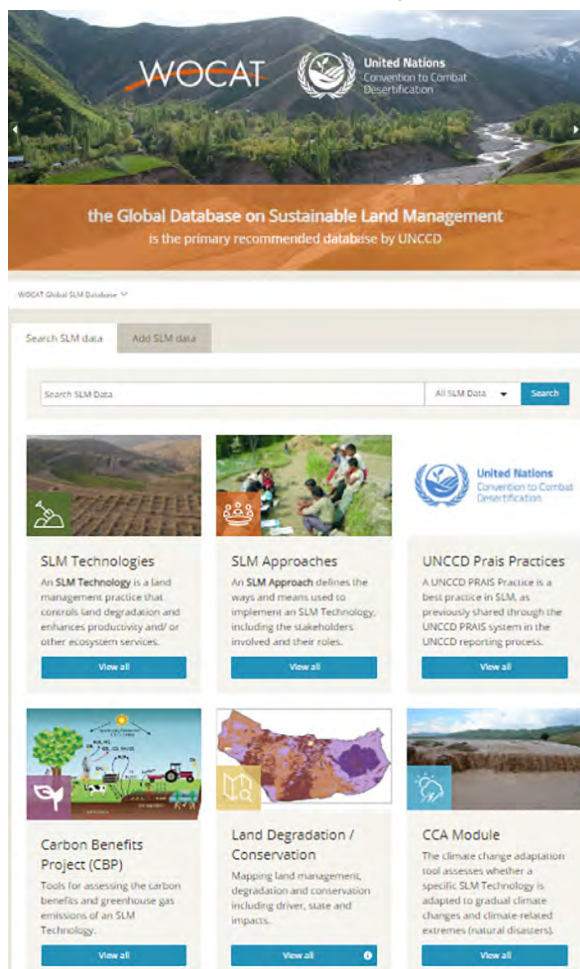 WOCAT
United Nations
Convention to Combat
Desertification
the Global Database on Sustainable Land Management
is the primary recommended database by UNCCD
WOCAT Global SLM Database
Search SLM data
Add SLM data
Search SLM Data
All SLM Data
Search
United Nations
Convention to Combat
Desertification
SLM Technologies
An SLM Technology is a land
management practice that
controls land degradation and
enhances productivity and/ or
other ecosystem services.
View all
SLM Approaches
An SLM Approach defines the
ways and means used to
implement an SLM Technology,
including the stakeholders
involved and their roles.
View all
UNCCD Prais Practices
A UNCCD PRAIS Practice is a
best practice in SLM, as
previously shared through the
UNCCD PRAIS system in the
UNCCD reporting process.
View all
Carbon Benefits
Project (CBP)
Tools for assessing the carbon
benefits and greenhouse gas
emissions of an SLM
Technology.
View all
Land Degradation /
Conservation
Mapping land management,
degradation and conservation
including driver, state and
impacts.
View all
CCA Module
The climate change adaptation
tool assesses whether a
specific SLM Technology is
adapted to gradual climate
changes and climate-related
extremes (natural disasters).
View all